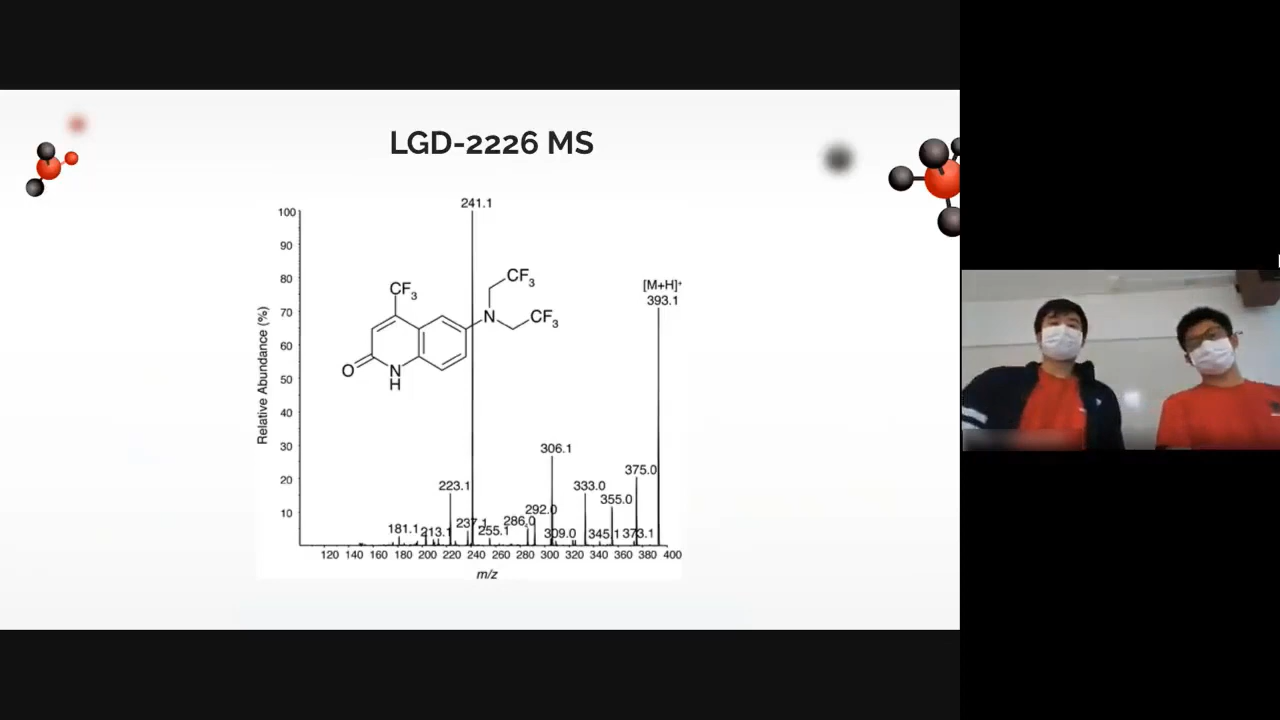 LGD-2226 MS
241.1
100
90
80
70
60
50
40
30
20
10
Relative Abundance (%)
CF3
CF3
CF3
N
O
N
H
[M+H]+
393.1
306.1
375.0
333.0
355.0
223.1
292.0
286.0
237.1
255.1
181.1
213.1
309.0
345.1
373.1
120 140 160 180 200 220 240 260 280 300 320 340 360 380 400
m/z